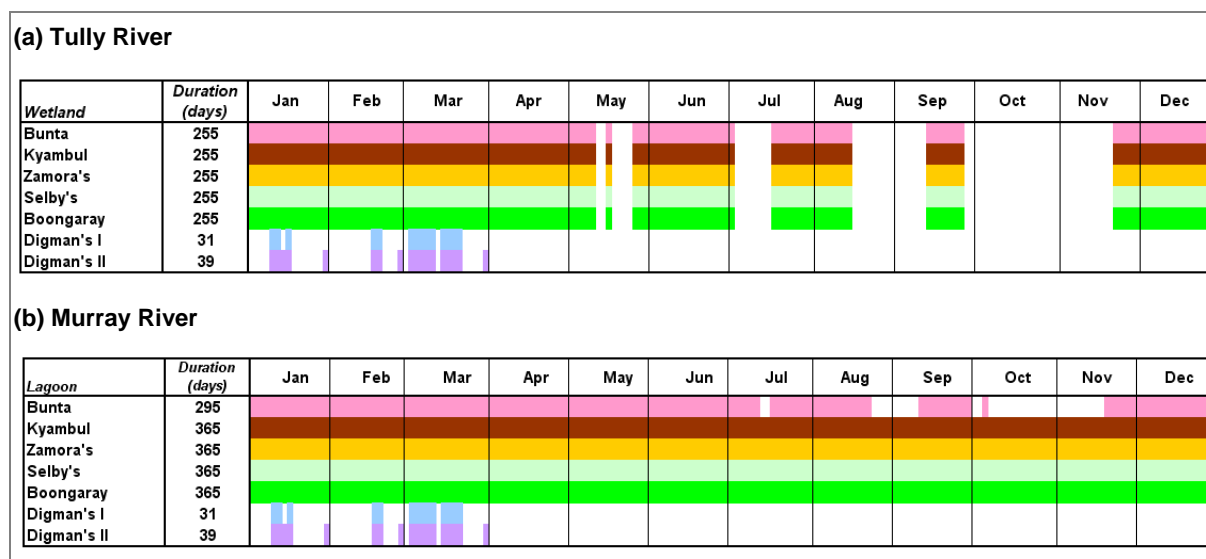 (a) Tully River
Wetland Duration (days) Jan Feb Mar Apr May Jun Jul Aug Sep Oct Nov Dec
Bunta 255
Kyambul 255
Zamora's 255
Selby's 255
Boongaray 255
Digman's I 31
Digman's II 39
(b) Murray River
Lagoon Duration (days) Jan Feb Mar Apr May Jun Jul Aug Sep Oct Nov Dec
Bunta 295
Kyambul 365
Zamora's 365
Selby's 365
Boongaray 365
Digman's I 31
Digman's II 39